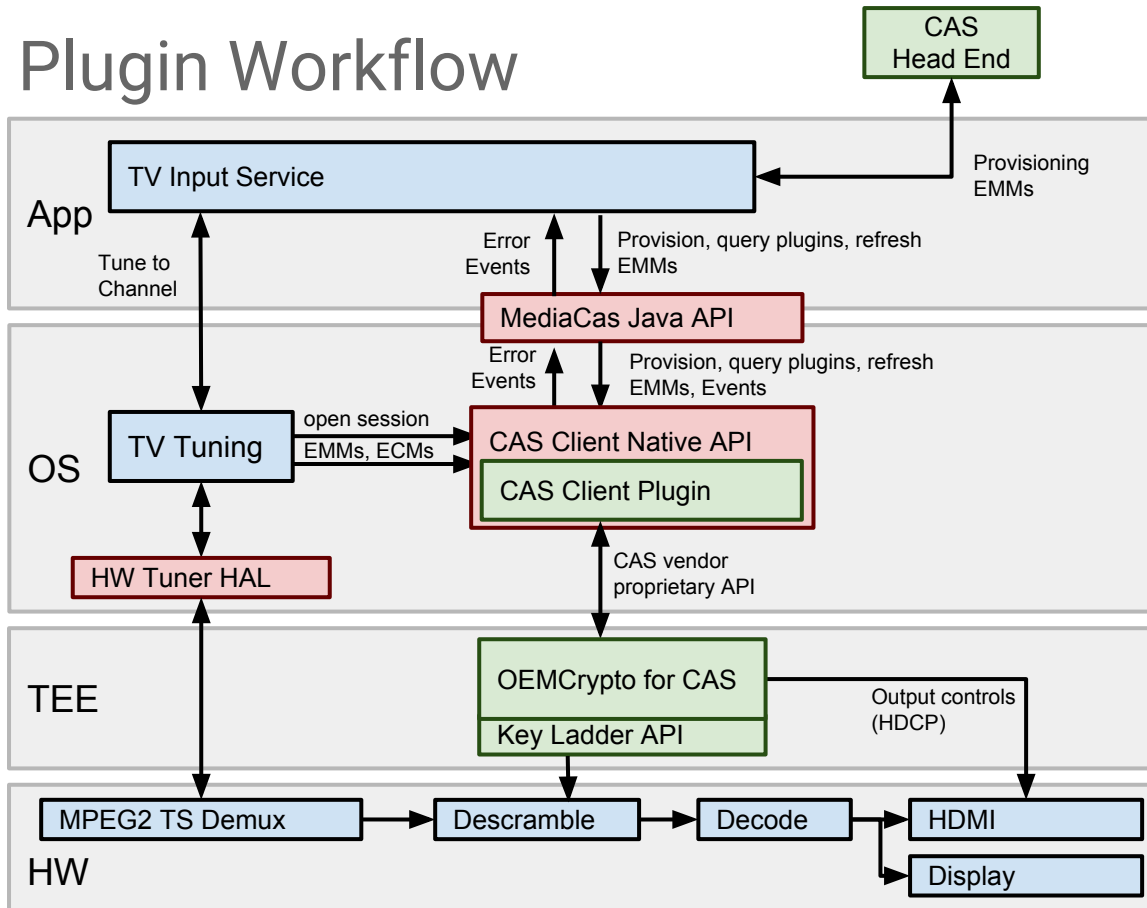 Plugin Workflow
CAS
Head End
TV Input Service
Provisioning
EMMs
App
Error
Events
Provision, query plugins, refresh
EMMs
Tune to
Channel
MediaCas Java API
Error
Events
Provision, query plugins, refresh
EMMs, Events
OS
TV Tuning
open session
EMMs, ECMs
CAS Client Native API
CAS Client Plugin
HW Tuner HAL
CAS vendor
proprietary API
TEE
OEMCrypto for CAS
Key Ladder API
Output controls
(HDCP)
HW
MPEG2 TS Demux
Descramble
Decode
HDMI
Display